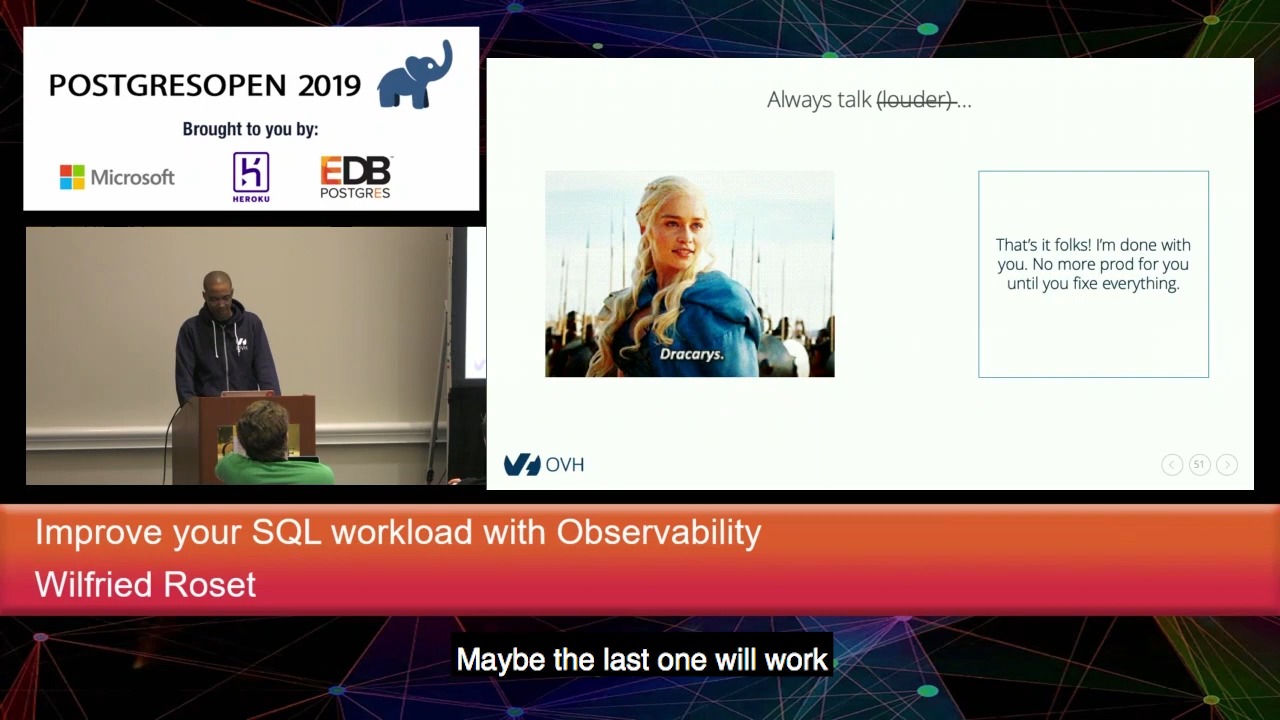 POSTGRESOPEN 2019
Brought to you by:
Microsoft
HEROKU
EDB
POSTGRES
Always talk (louder) ...
Dracarys.
That's it folks! I'm done with
you. No more prod for you
until you fixe everything.
OVH
51
OVH
Improve your SQL workload with Observability
Wilfried Roset
Maybe the last one will work